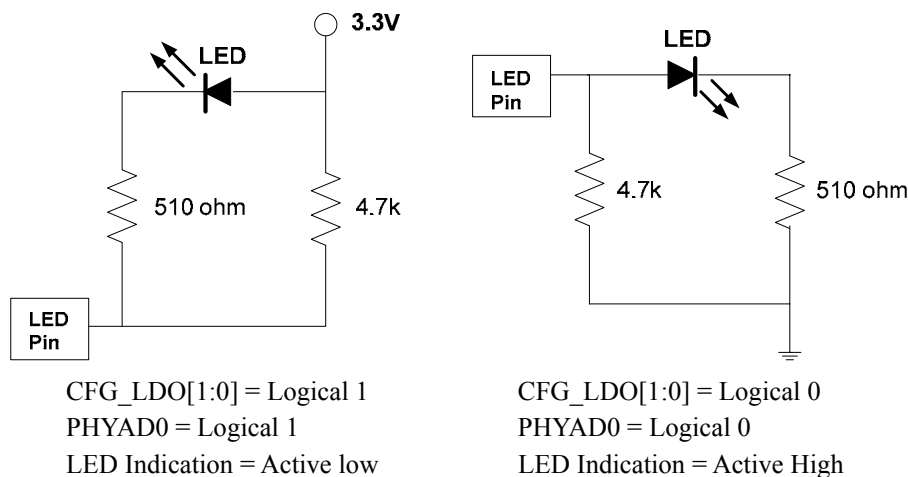 3.3V
LED
510 ohm
4.7k
LED
Pin
CFG_LDO[1:0] = Logical 1
PHYAD0 = Logical 1
LED Indication = Active low
LED
LED
Pin
4.7k
510 ohm
CFG_LDO[1:0] = Logical 0
PHYAD0 = Logical 0
LED Indication = Active High